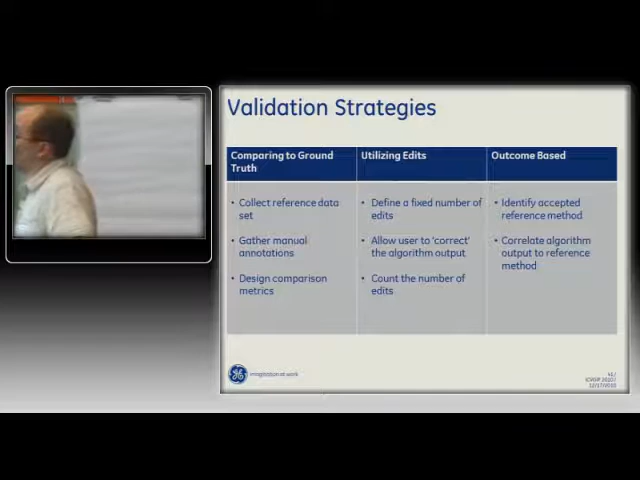 Validation Strategies
Comparing to Ground
Truth
Utilizing Edits
Outcome Based
• Collect reference data
set
• Gather manual
annotations
• Design comparison
metrics
• Define a fixed number of
edits
• Allow user to 'correct'
the algorithm output
• Count the number of
edits
• Identify accepted
reference method
• Correlate algorithm
output to reference
method
imagination at work